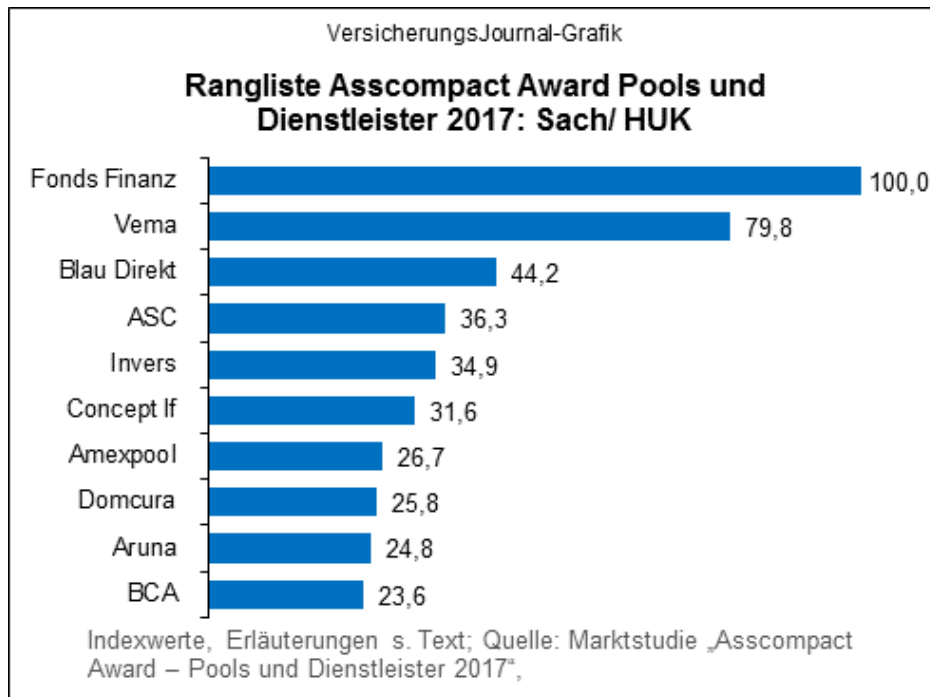 VersicherungsJournal-Grafik
Rangliste Asscompact Award Pools und
Dienstleister 2017: Sach/ HUK
Fonds Finanz 100,0
Vema 79,8
Blau Direkt 44,2
ASC 36,3
Invers 34,9
Concept If 31,6
Amexpool 26,7
Domcura 25,8
Aruna 24,8
BCA 23,6
Indexwerte, Erläuterungen s. Text; Quelle: Marktstudie „Asscompact
Award – Pools und Dienstleister 2017“,